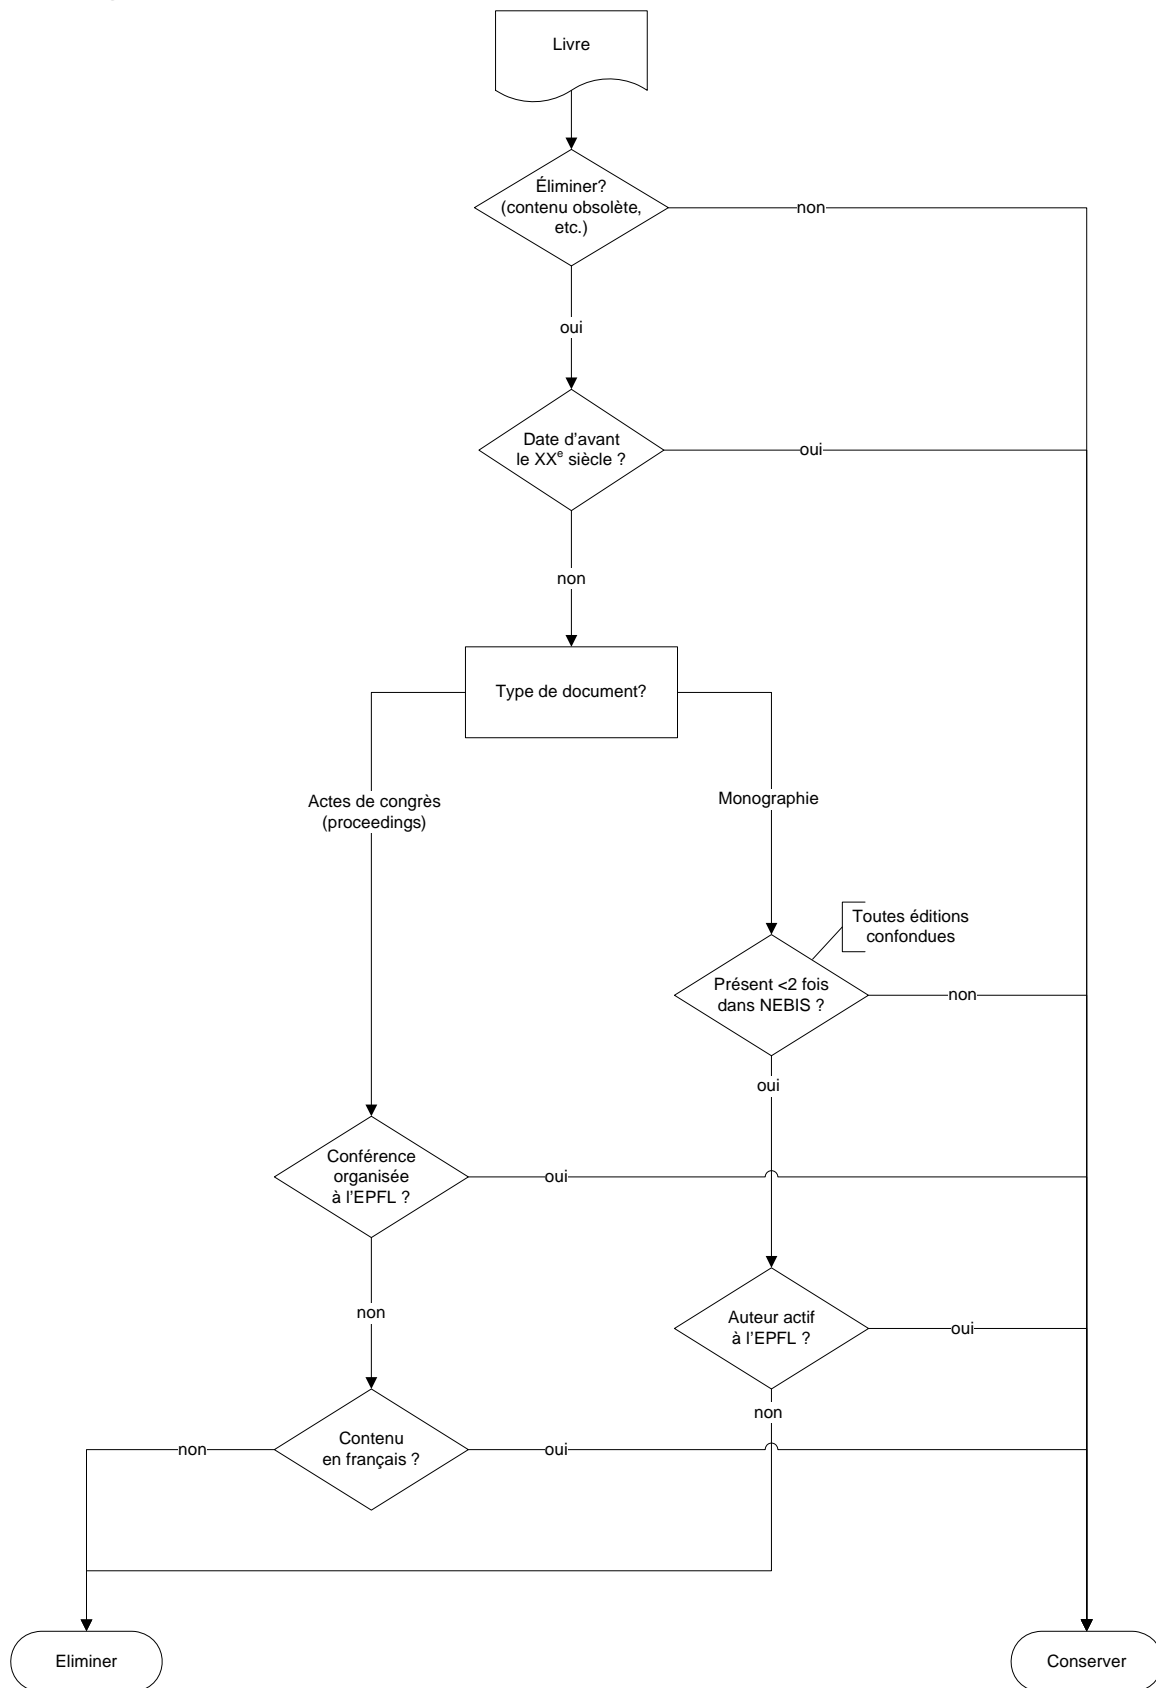 Livre
Éliminer?
(contenu obsolète,
etc.)
non
oui
Date d'avant
le XXe siècle ?
oui
non
Type de document?
Actes de congrès
(proceedings)
Monographie
Toutes éditions
confondues
Présent <2 fois
dans NEBIS ?
non
oui
Conférence
organisée
à l'EPFL ?
oui
non
Auteur actif
à l'EPFL ?
oui
non
Contenu
en français ?
non
oui
Eliminer
Conserver